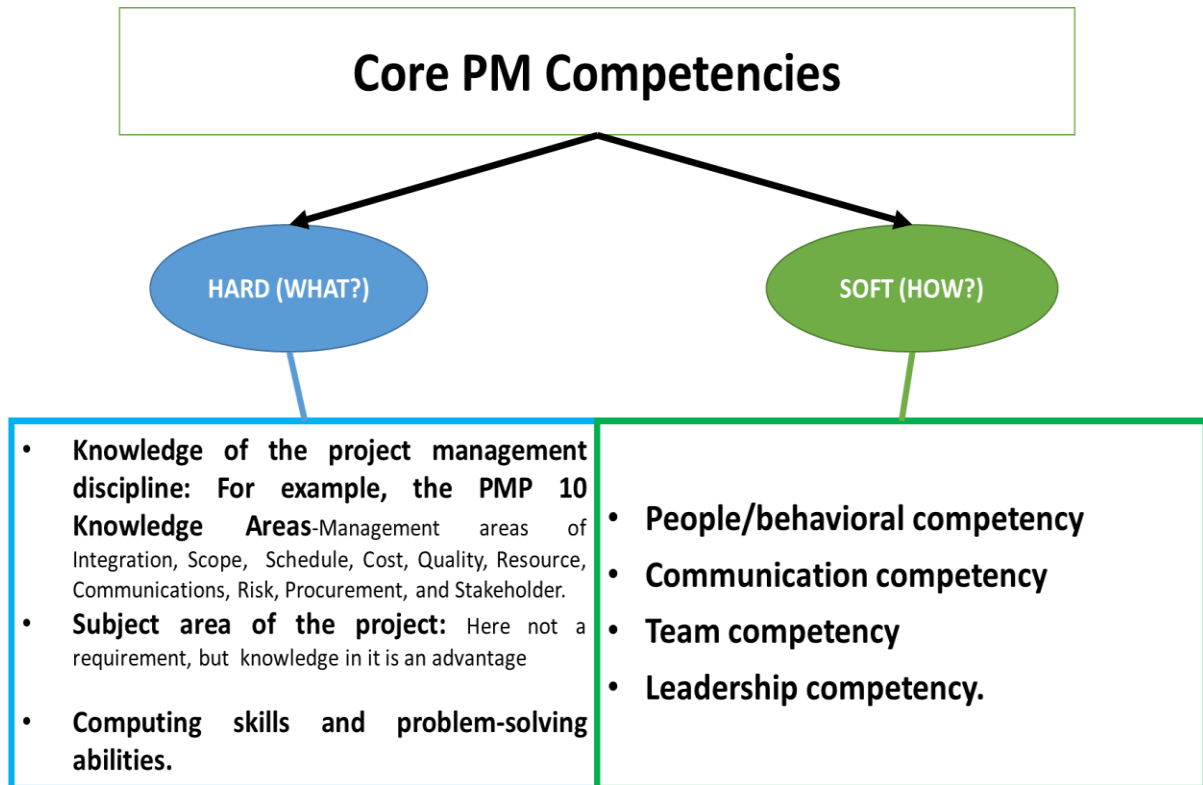 Core PM Competencies
HARD (WHAT?)
SOFT (HOW?)
• Knowledge of the project management
discipline: For example, the PMP 10
Knowledge Areas-Management areas of
Integration, Scope, Schedule, Cost, Quality, Resource,
Communications, Risk, Procurement, and Stakeholder.
• Subject area of the project: Here not a
requirement, but knowledge in it is an advantage
• Computing skills and problem-solving
abilities.
• People/behavioral competency
• Communication competency
• Team competency
• Leadership competency.